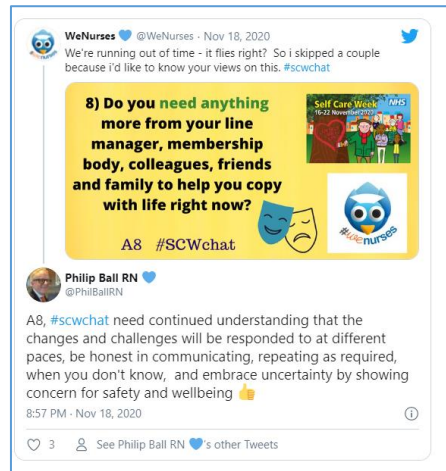 WeNurses 💙 @WeNurses · Nov 18, 2020
We're running out of time - it flies right?  So i skipped a couple
because i'd like to know your views on this. #scwchat
8) Do you need anything
more from your line
manager, membership
body, colleagues, friends
and family to help you copy
with life right now?
A8 #SCWchat
Self Care Week
16-22 November 2020
NHS
#wenurses
Philip Ball RN 💙
@PhilBallRN
A8, #scwchat need continued understanding that the
changes and challenges will be responded to at different
paces, be honest in communicating, repeating as required,
when you don't know,  and embrace uncertainty by showing
concern for safety and wellbeing 👍
8:57 PM · Nov 18, 2020
3
See Philip Ball RN 💙's other Tweets